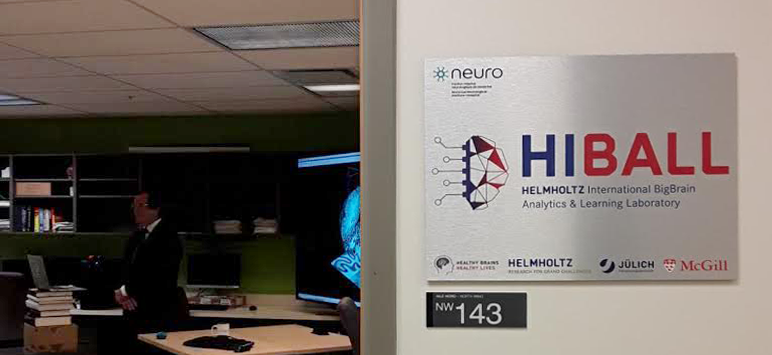 neuro
HIBALL
HELMHOLTZ International BigBrain
Analytics & Learning Laboratory
HEALTHY BRAINS
HEALTHY LIVES
HELMHOLTZ
RESEARCH FOR GRAND CHALLENGES
JÜLICH
McGill
NW
143